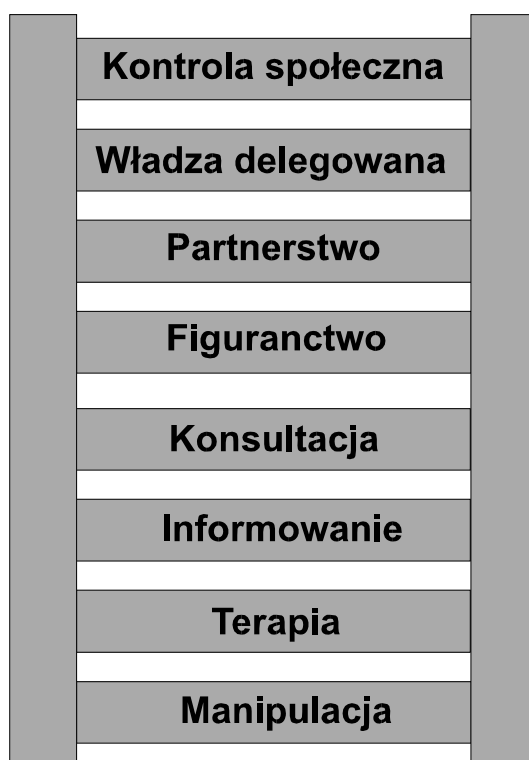 Kontrola społeczna
Władza delegowana
Partnerstwo
Figuranctwo
Konsultacja
Informowanie
Terapia
Manipulacja